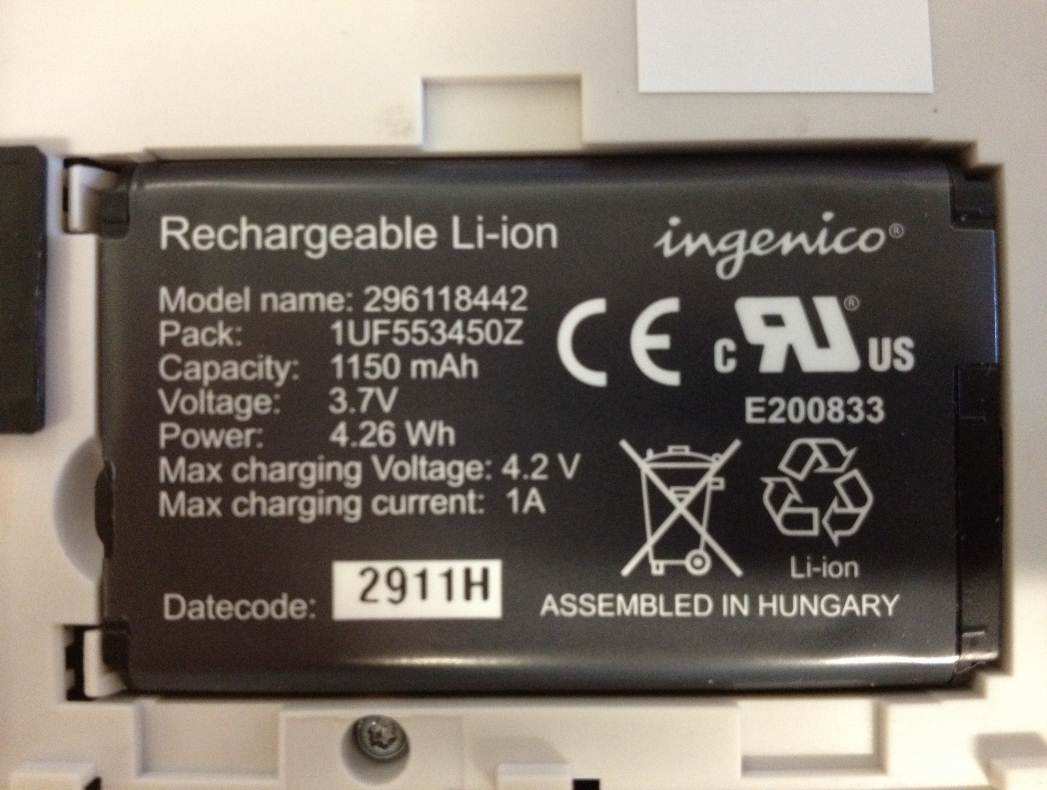 Rechargeable Li-ion
ingenico®
Model name: 296118442
Pack: 1UF553450Z
Capacity: 1150 mAh
Voltage: 3.7V
Power: 4.26 Wh
Max charging Voltage: 4.2 V
Max charging current: 1A
CE
C RU® US
E200833
Li-ion
Datecode: 2911H
ASSEMBLED IN HUNGARY